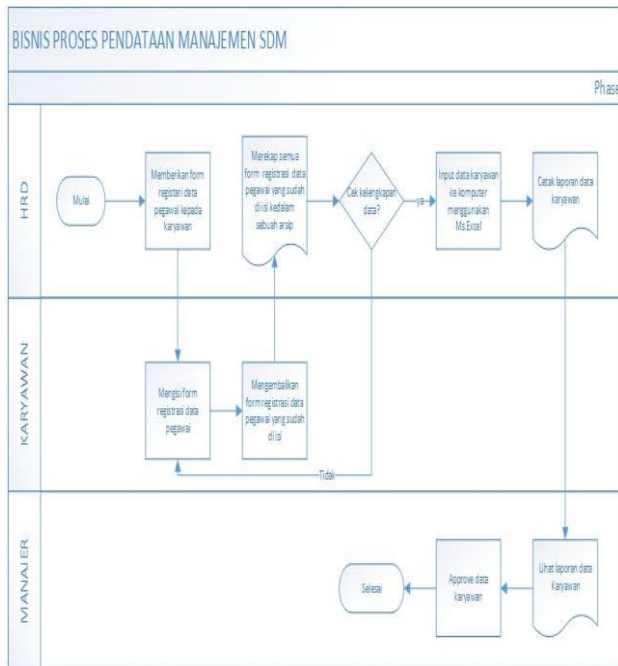 BISNIS PROSES PENDATAAN MANAJEMEN SDM
Phase
HRD
Mulai
Memberikan form
registari data
pegawai kepada
karyawan
Merekap semua
form registrasi data
pegawai yang sudah
di isi kedalam
sebuah arsip
Cek kelengkapan
data?
ya
Input data karyawan
ke komputer
menggunakan
Ms.Excel
Cetak laporan data
karyawan
KARYAWAN
Mengisi form
registrasi data
pegawai
Mengembalikan
form registrasi data
pegawai yang sudah
di isi
Tidak
MANAJER
Selesai
Approve data
karyawan
Lihat laporan data
Karyawan